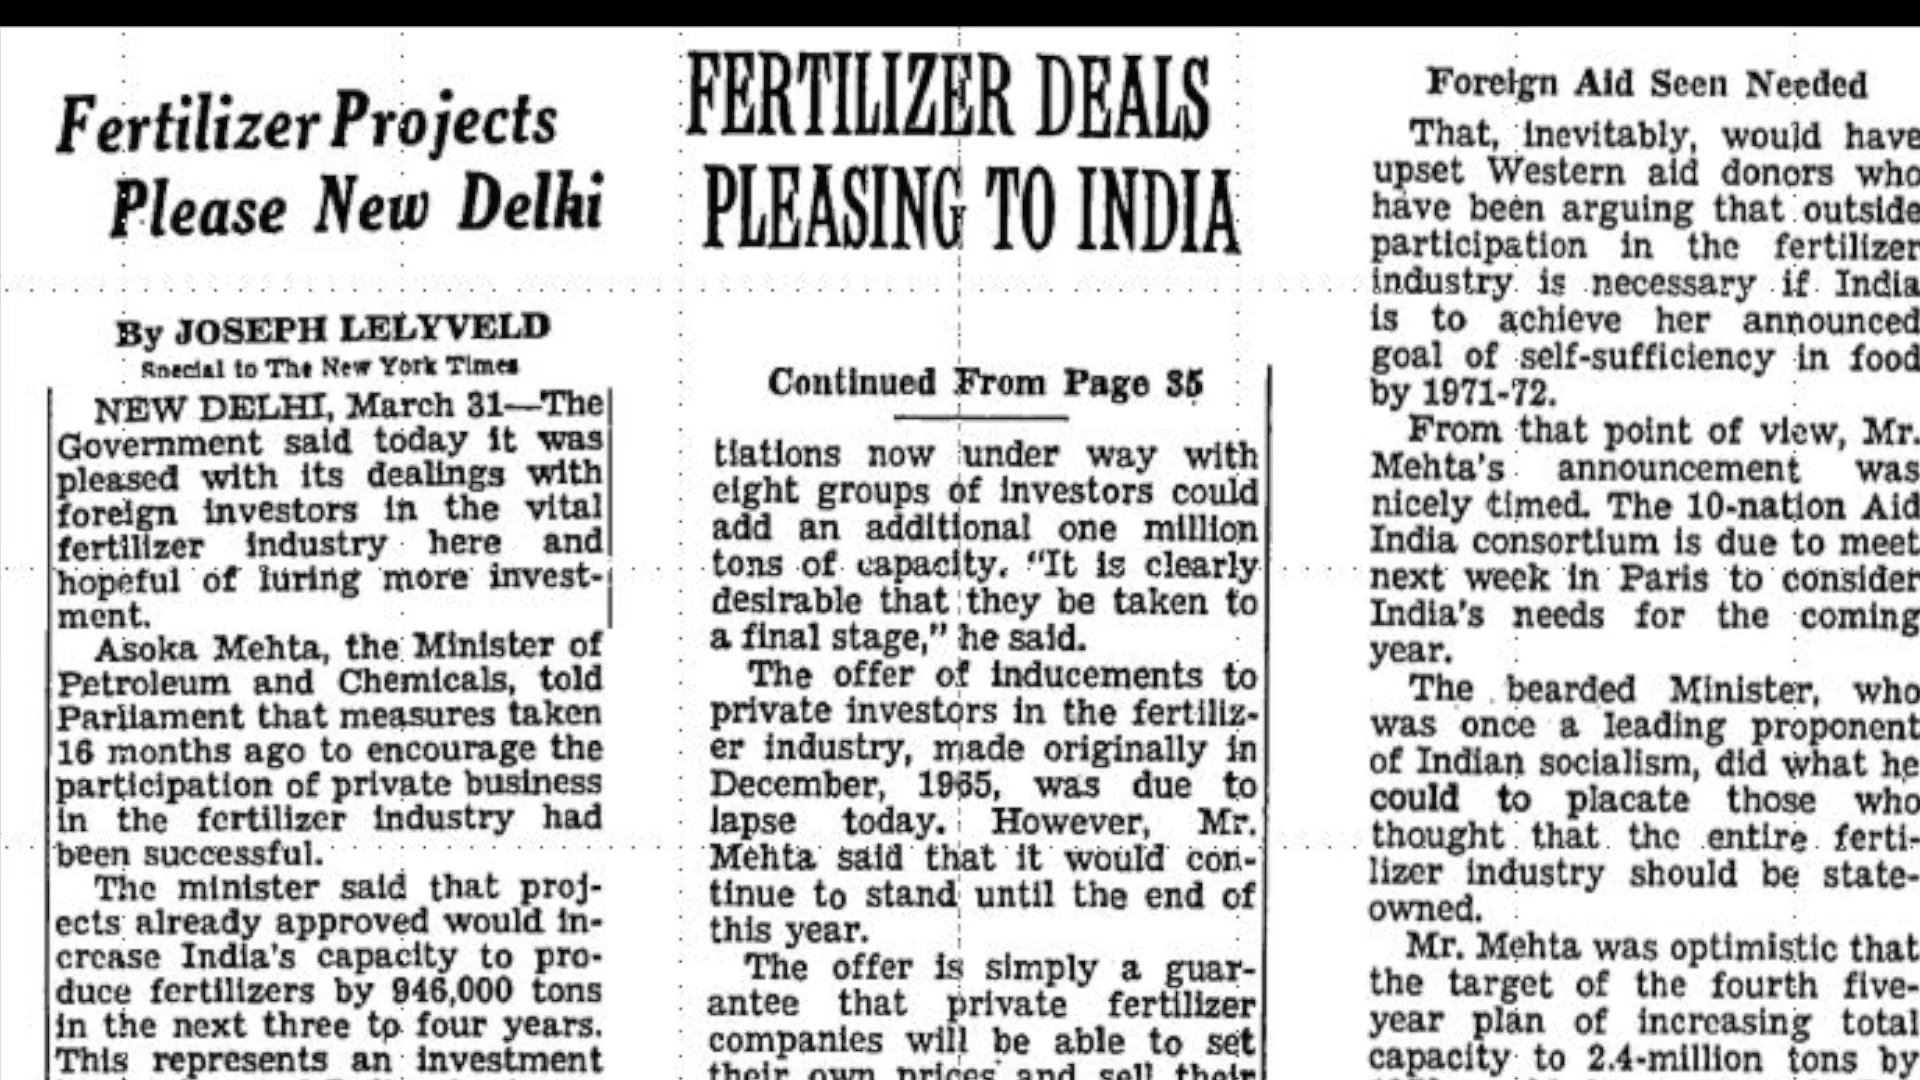 Fertilizer Projects
Please New Delhi
By JOSEPH LELYVELD
Special to The New York Times
NEW DELHI, March 31—The
Government said today it was
pleased with its dealings with
foreign investors in the vital
fertilizer industry here and
hopeful of luring more invest-
ment.
Asoka Mehta, the Minister of
Petroleum and Chemicals, told
Parliament that measures taken
16 months ago to encourage the
participation of private business
in the fertilizer industry had
been successful.
The minister said that proj-
ects already approved would in-
crease India's capacity to pro-
duce fertilizers by 946,000 tons
in the next three to four years.
This represents an investment
FERTILIZER DEALS
PLEASING TO INDIA
Continued From Page 35
tiations now under way with
eight groups of investors could
add an additional one million
tons of capacity. "It is clearly
desirable that they be taken to
a final stage," he said.
The offer of inducements to
private investors in the fertiliz-
er industry, made originally in
December, 1965, was due to
lapse today. However, Mr.
Mehta said that it would con-
tinue to stand until the end of
this year.
The offer is simply a guar-
antee that private fertilizer
companies will be able to set
their own prices and sell their
Foreign Aid Seen Needed
That, inevitably, would have
upset Western aid donors who
have been arguing that outside
participation in the fertilizer
industry is necessary if India
is to achieve her announced
goal of self-sufficiency in food
by 1971-72.
From that point of view, Mr.
Mehta's announcement was
nicely timed. The 10-nation Aid
India consortium is due to meet
next week in Paris to consider
India's needs for the coming
year.
The bearded Minister, who
was once a leading proponent
of Indian socialism, did what he
could to placate those who
thought that the entire ferti-
lizer industry should be state-
owned.
Mr. Mehta was optimistic that
the target of the fourth five-
year plan of increasing total
capacity to 2.4-million tons by